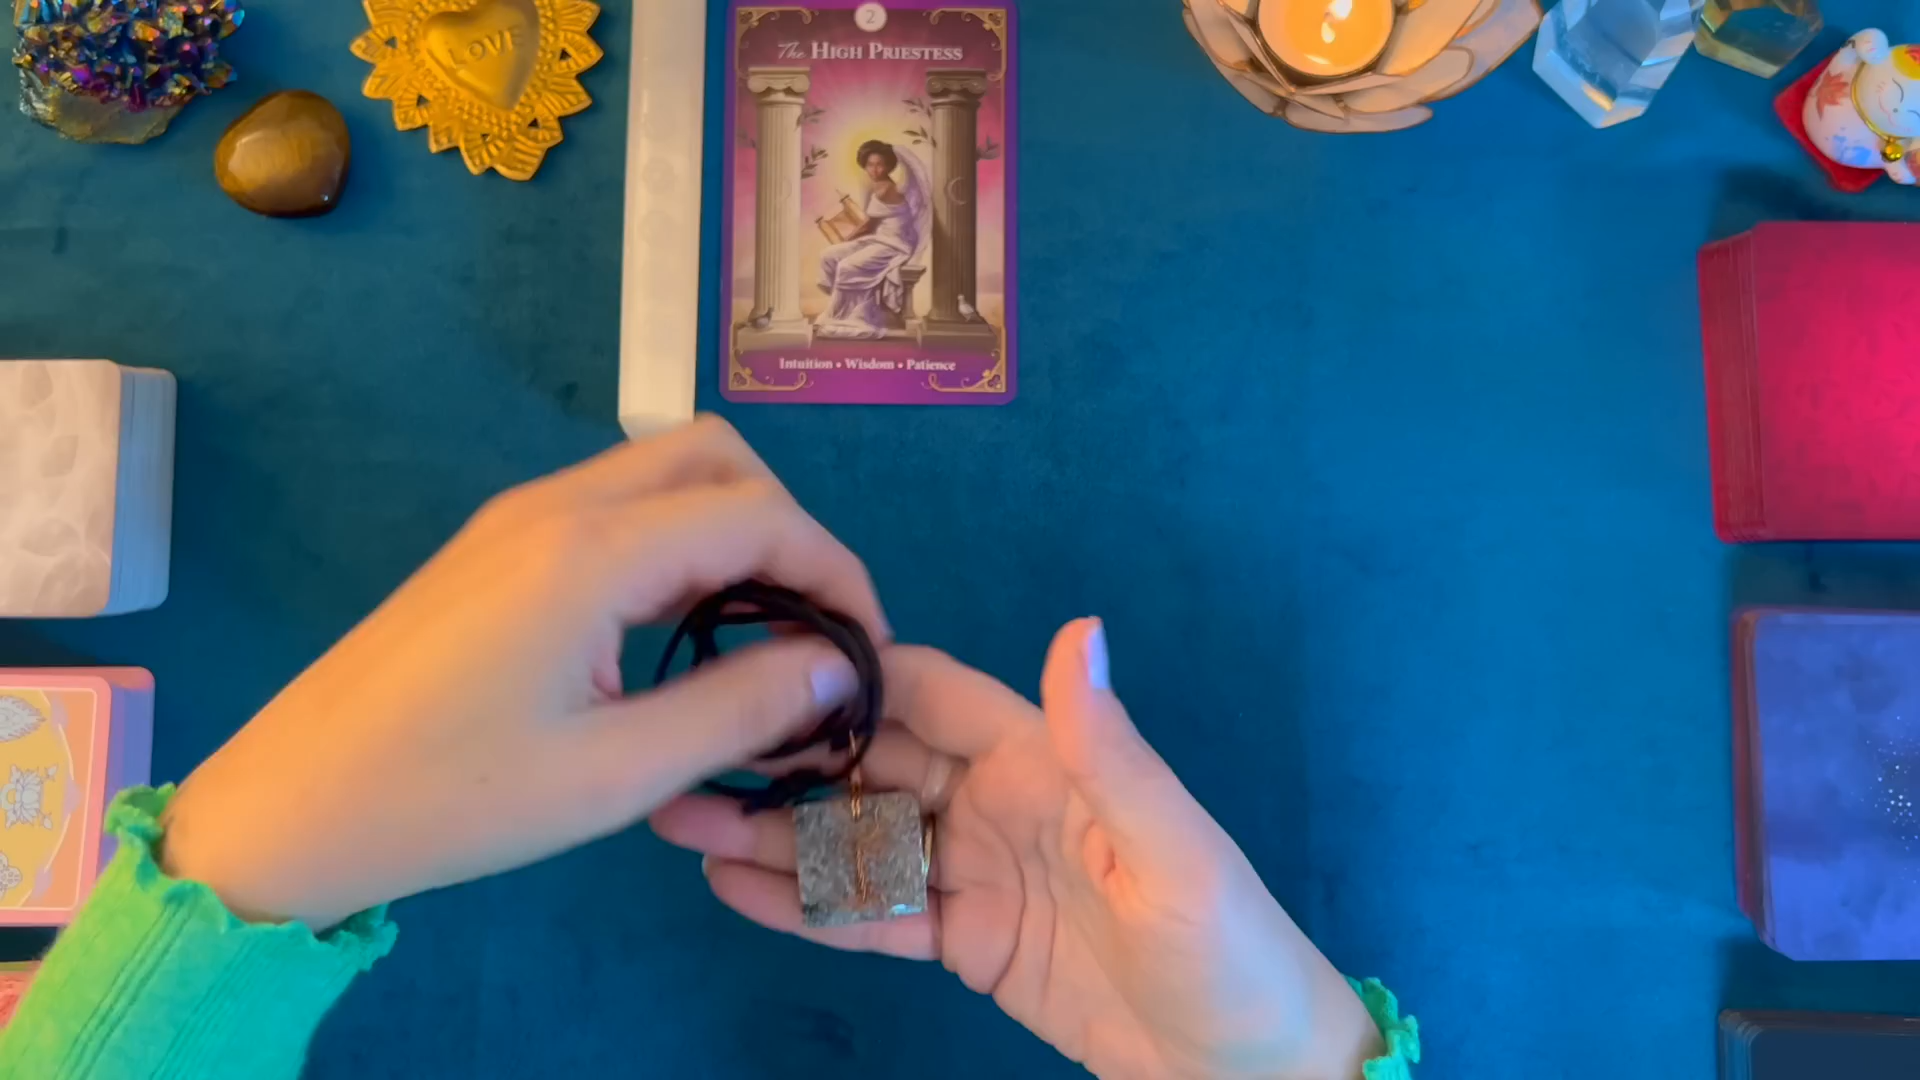 LOVE
2
The HIGH PRIESTESS
Intuition • Wisdom • Patience